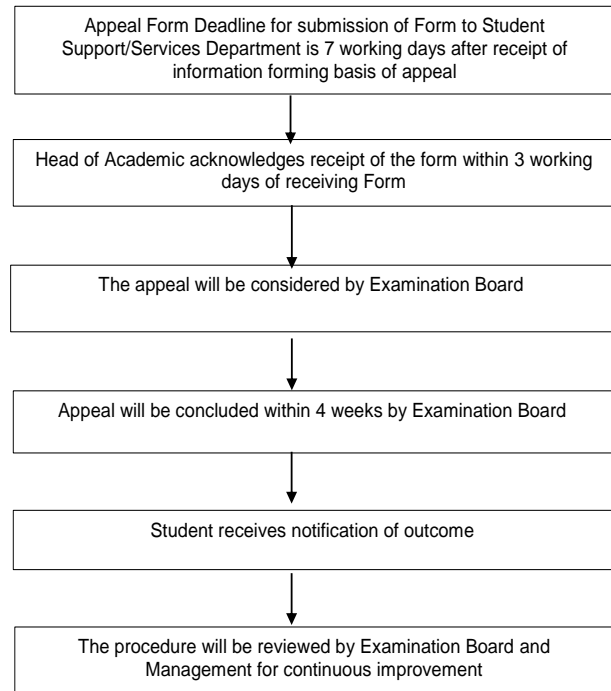 Appeal Form Deadline for submission of Form to Student
Support/Services Department is 7 working days after receipt of
information forming basis of appeal
Head of Academic acknowledges receipt of the form within 3 working
days of receiving Form
The appeal will be considered by Examination Board
Appeal will be concluded within 4 weeks by Examination Board
Student receives notification of outcome
The procedure will be reviewed by Examination Board and
Management for continuous improvement